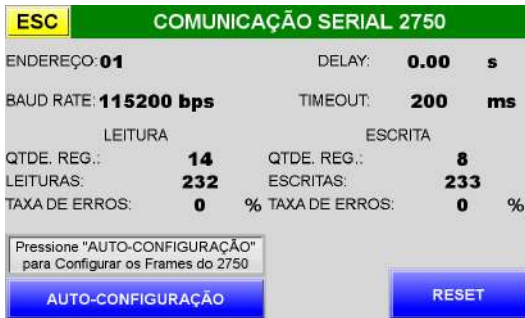 ESC COMUNICAÇÃO SERIAL 2750
ENDEREÇO: 01 DELAY: 0.00 s
BAUD RATE: 115200 bps TIMEOUT: 200 ms
LEITURA ESCRITA
QTDE. REG.: 14 QTDE. REG.: 8
LEITURAS: 232 ESCRITAS: 233
TAXA DE ERROS: 0 % TAXA DE ERROS: 0 %
Pressione "AUTO-CONFIGURAÇÃO"
para Configurar os Frames do 2750
AUTO-CONFIGURAÇÃO RESET